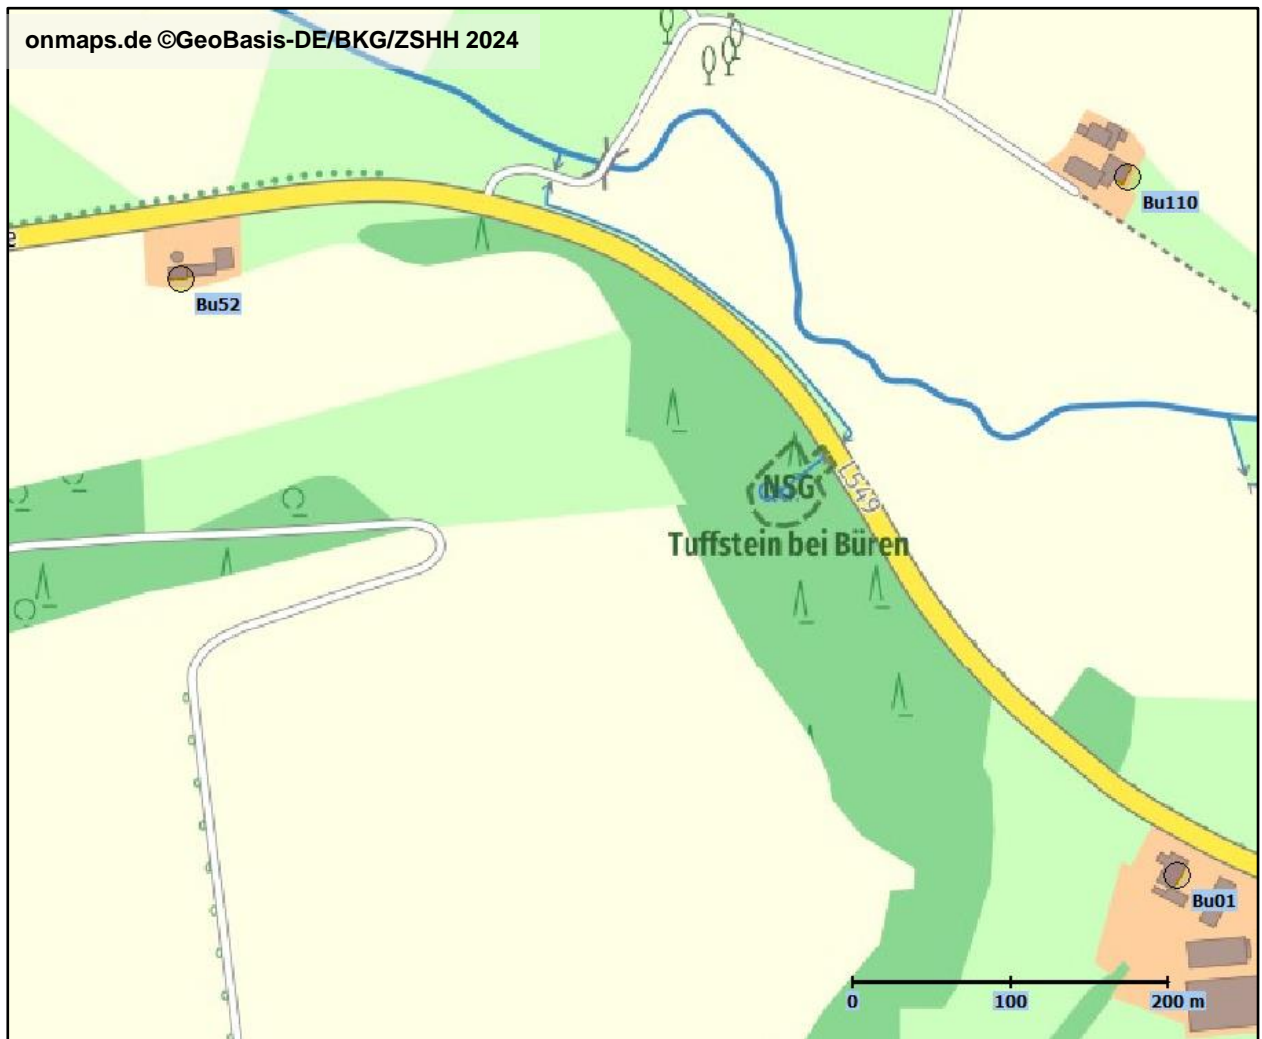 onmaps.de ©GeoBasis-DE/BKG/ZSHH 2024
Bu110
e
Bu52
NSG
L549
Tuffstein bei Büren
Bu01
0 100 200 m